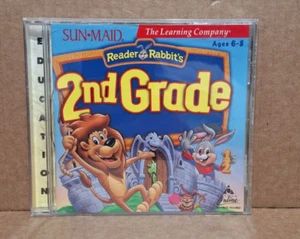 SUN-MAID
The Learning Company®
Ages 6-8
Reader Rabbit's
2nd Grade
EDUCATION